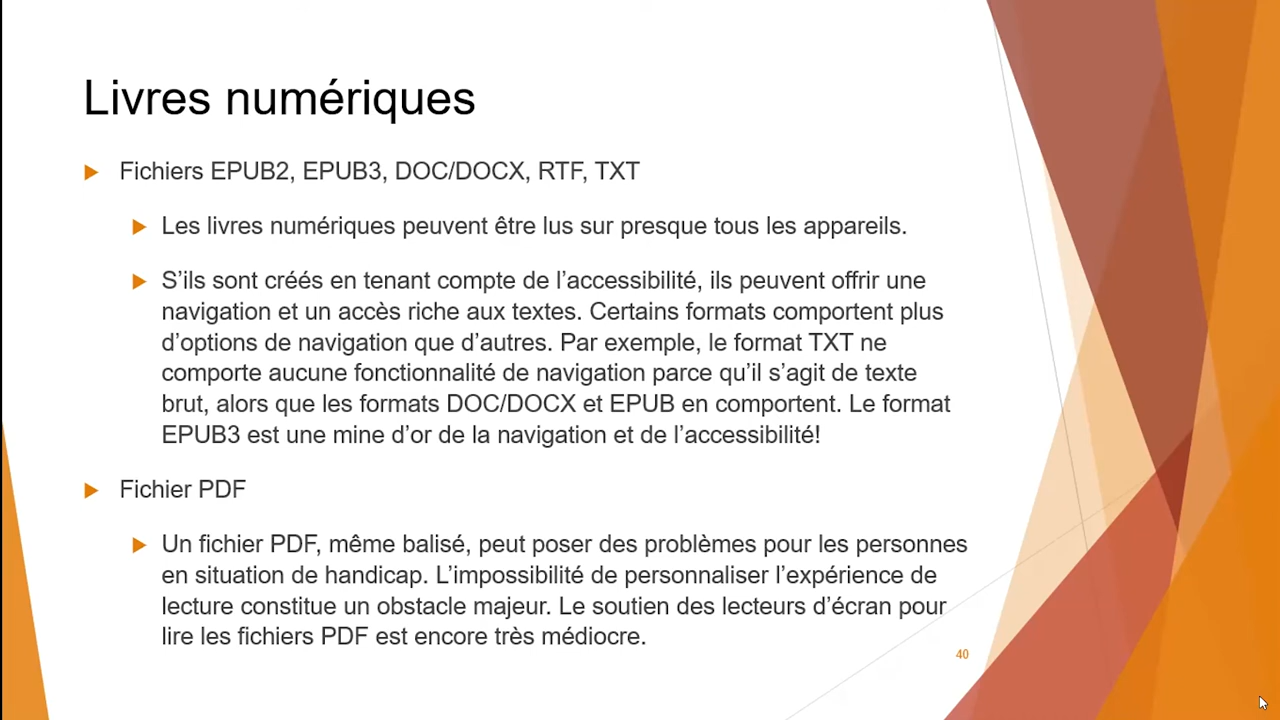 Livres numériques
Fichiers EPUB2, EPUB3, DOC/DOCX, RTF, TXT
Les livres numériques peuvent être lus sur presque tous les appareils.
S’ils sont créés en tenant compte de l’accessibilité, ils peuvent offrir une
navigation et un accès riche aux textes. Certains formats comportent plus
d’options de navigation que d’autres. Par exemple, le format TXT ne
comporte aucune fonctionnalité de navigation parce qu’il s’agit de texte
brut, alors que les formats DOC/DOCX et EPUB en comportent. Le format
EPUB3 est une mine d’or de la navigation et de l’accessibilité!
Fichier PDF
Un fichier PDF, même balisé, peut poser des problèmes pour les personnes
en situation de handicap. L’impossibilité de personnaliser l’expérience de
lecture constitue un obstacle majeur. Le soutien des lecteurs d’écran pour
lire les fichiers PDF est encore très médiocre.
40